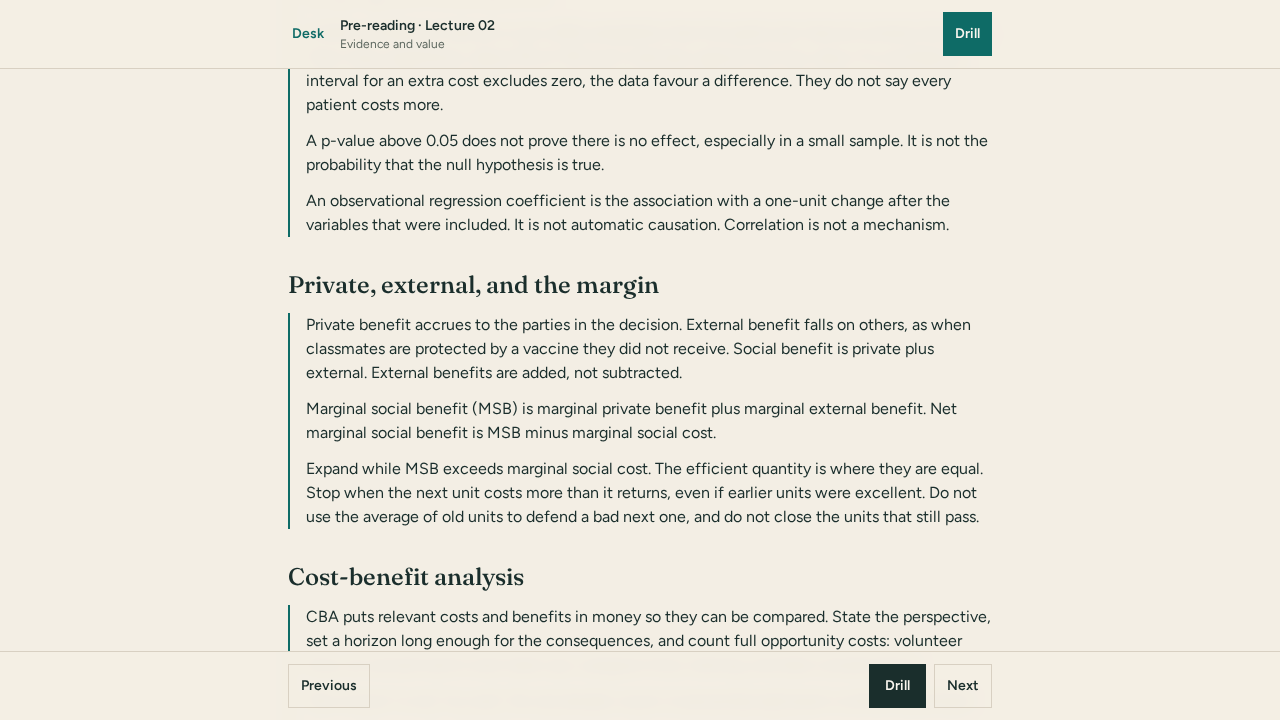 Desk
Pre-reading · Lecture 02
Evidence and value
Drill
interval for an extra cost excludes zero, the data favour a difference. They do not say every
patient costs more.
A p-value above 0.05 does not prove there is no effect, especially in a small sample. It is not the
probability that the null hypothesis is true.
An observational regression coefficient is the association with a one-unit change after the
variables that were included. It is not automatic causation. Correlation is not a mechanism.
Private, external, and the margin
Private benefit accrues to the parties in the decision. External benefit falls on others, as when
classmates are protected by a vaccine they did not receive. Social benefit is private plus
external. External benefits are added, not subtracted.
Marginal social benefit (MSB) is marginal private benefit plus marginal external benefit. Net
marginal social benefit is MSB minus marginal social cost.
Expand while MSB exceeds marginal social cost. The efficient quantity is where they are equal.
Stop when the next unit costs more than it returns, even if earlier units were excellent. Do not
use the average of old units to defend a bad next one, and do not close the units that still pass.
Cost-benefit analysis
CBA puts relevant costs and benefits in money so they can be compared. State the perspective,
set a horizon long enough for the consequences, and count full opportunity costs: volunteer
Previous
Drill
Next